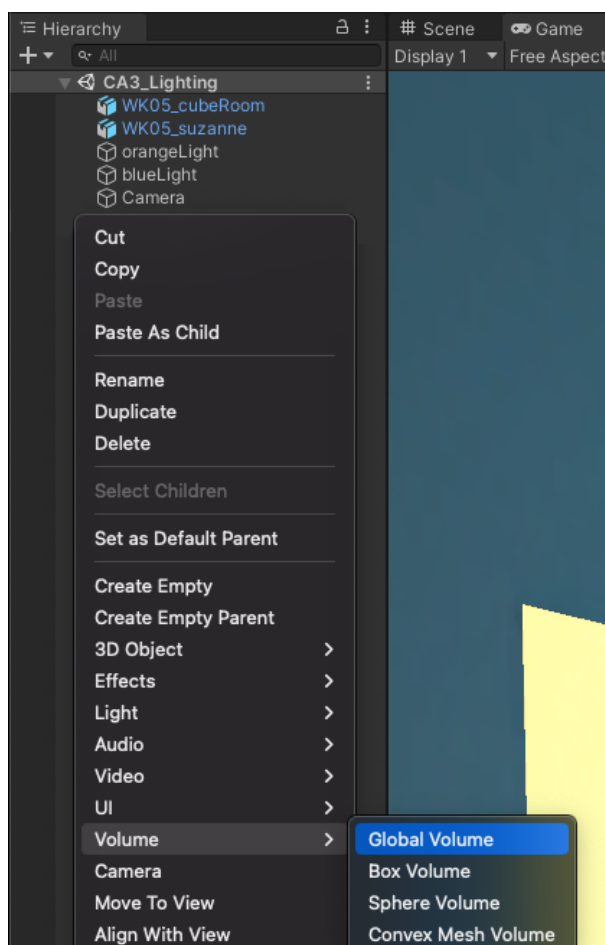 Hierarchy
# Scene
Game
All
Display 1
Free Aspect
CA3_Lighting
WK05_cubeRoom
WK05_suzanne
orangeLight
blueLight
Camera
Cut
Copy
Paste
Paste As Child
Rename
Duplicate
Delete
Select Children
Set as Default Parent
Create Empty
Create Empty Parent
3D Object
Effects
Light
Audio
Video
UI
Volume
Global Volume
Camera
Box Volume
Move To View
Sphere Volume
Align With View
Convex Mesh Volume